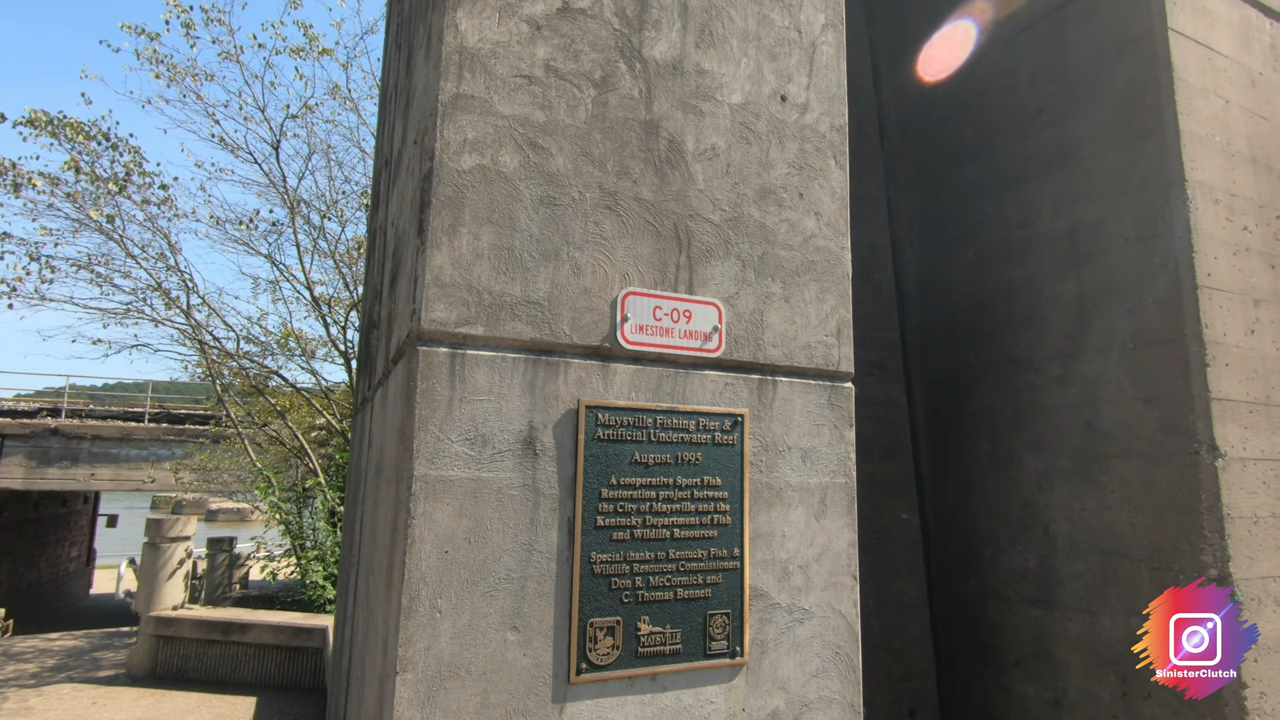 C-09
LIMESTONE LANDING
Maysville Fishing Pier &
Artificial Underwater Reef
August, 1995
A cooperative Sport Fish
Restoration project between
the City of Maysville and the
Kentucky Department of Fish
and Wildlife Resources
Special thanks to Kentucky Fish &
Wildlife Resources Commissioners
Don R. McCormick and
C. Thomas Bennett
MAYSVILLE
SinisterClutch